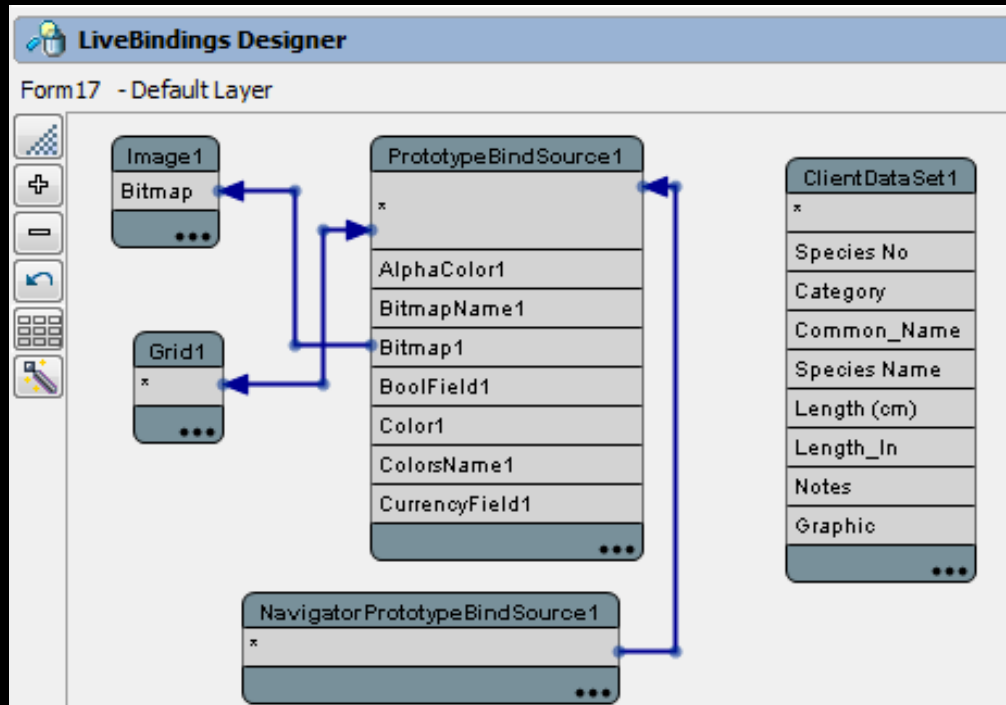 LiveBindings Designer
Form17 - Default Layer
Image1
Bitmap
Grid1
*
PrototypeBindSource1
*
AlphaColor1
BitmapName1
Bitmap1
BoolField1
Color1
ColorsName1
CurrencyField1
ClientDataSet1
*
Species No
Category
Common_Name
Species Name
Length (cm)
Length_In
Notes
Graphic
NavigatorPrototypeBindSource1
*